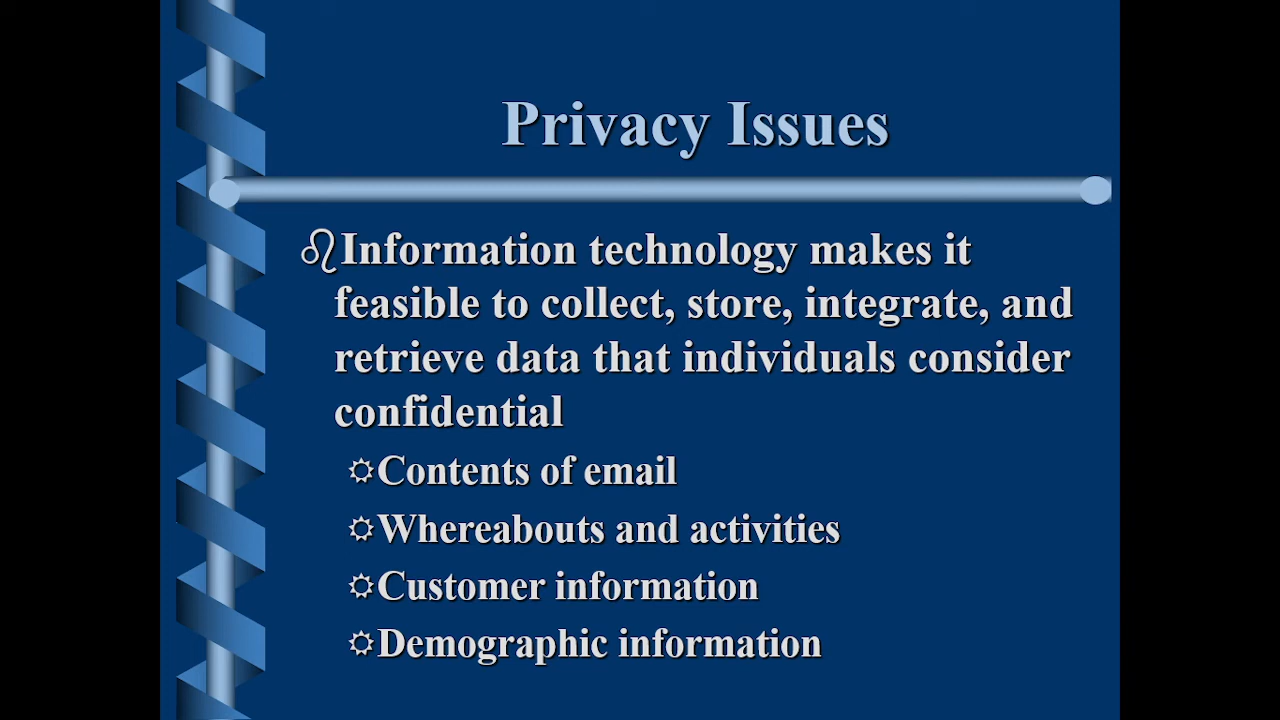 Privacy Issues
Information technology makes it
feasible to collect, store, integrate, and
retrieve data that individuals consider
confidential
Contents of email
Whereabouts and activities
Customer information
Demographic information